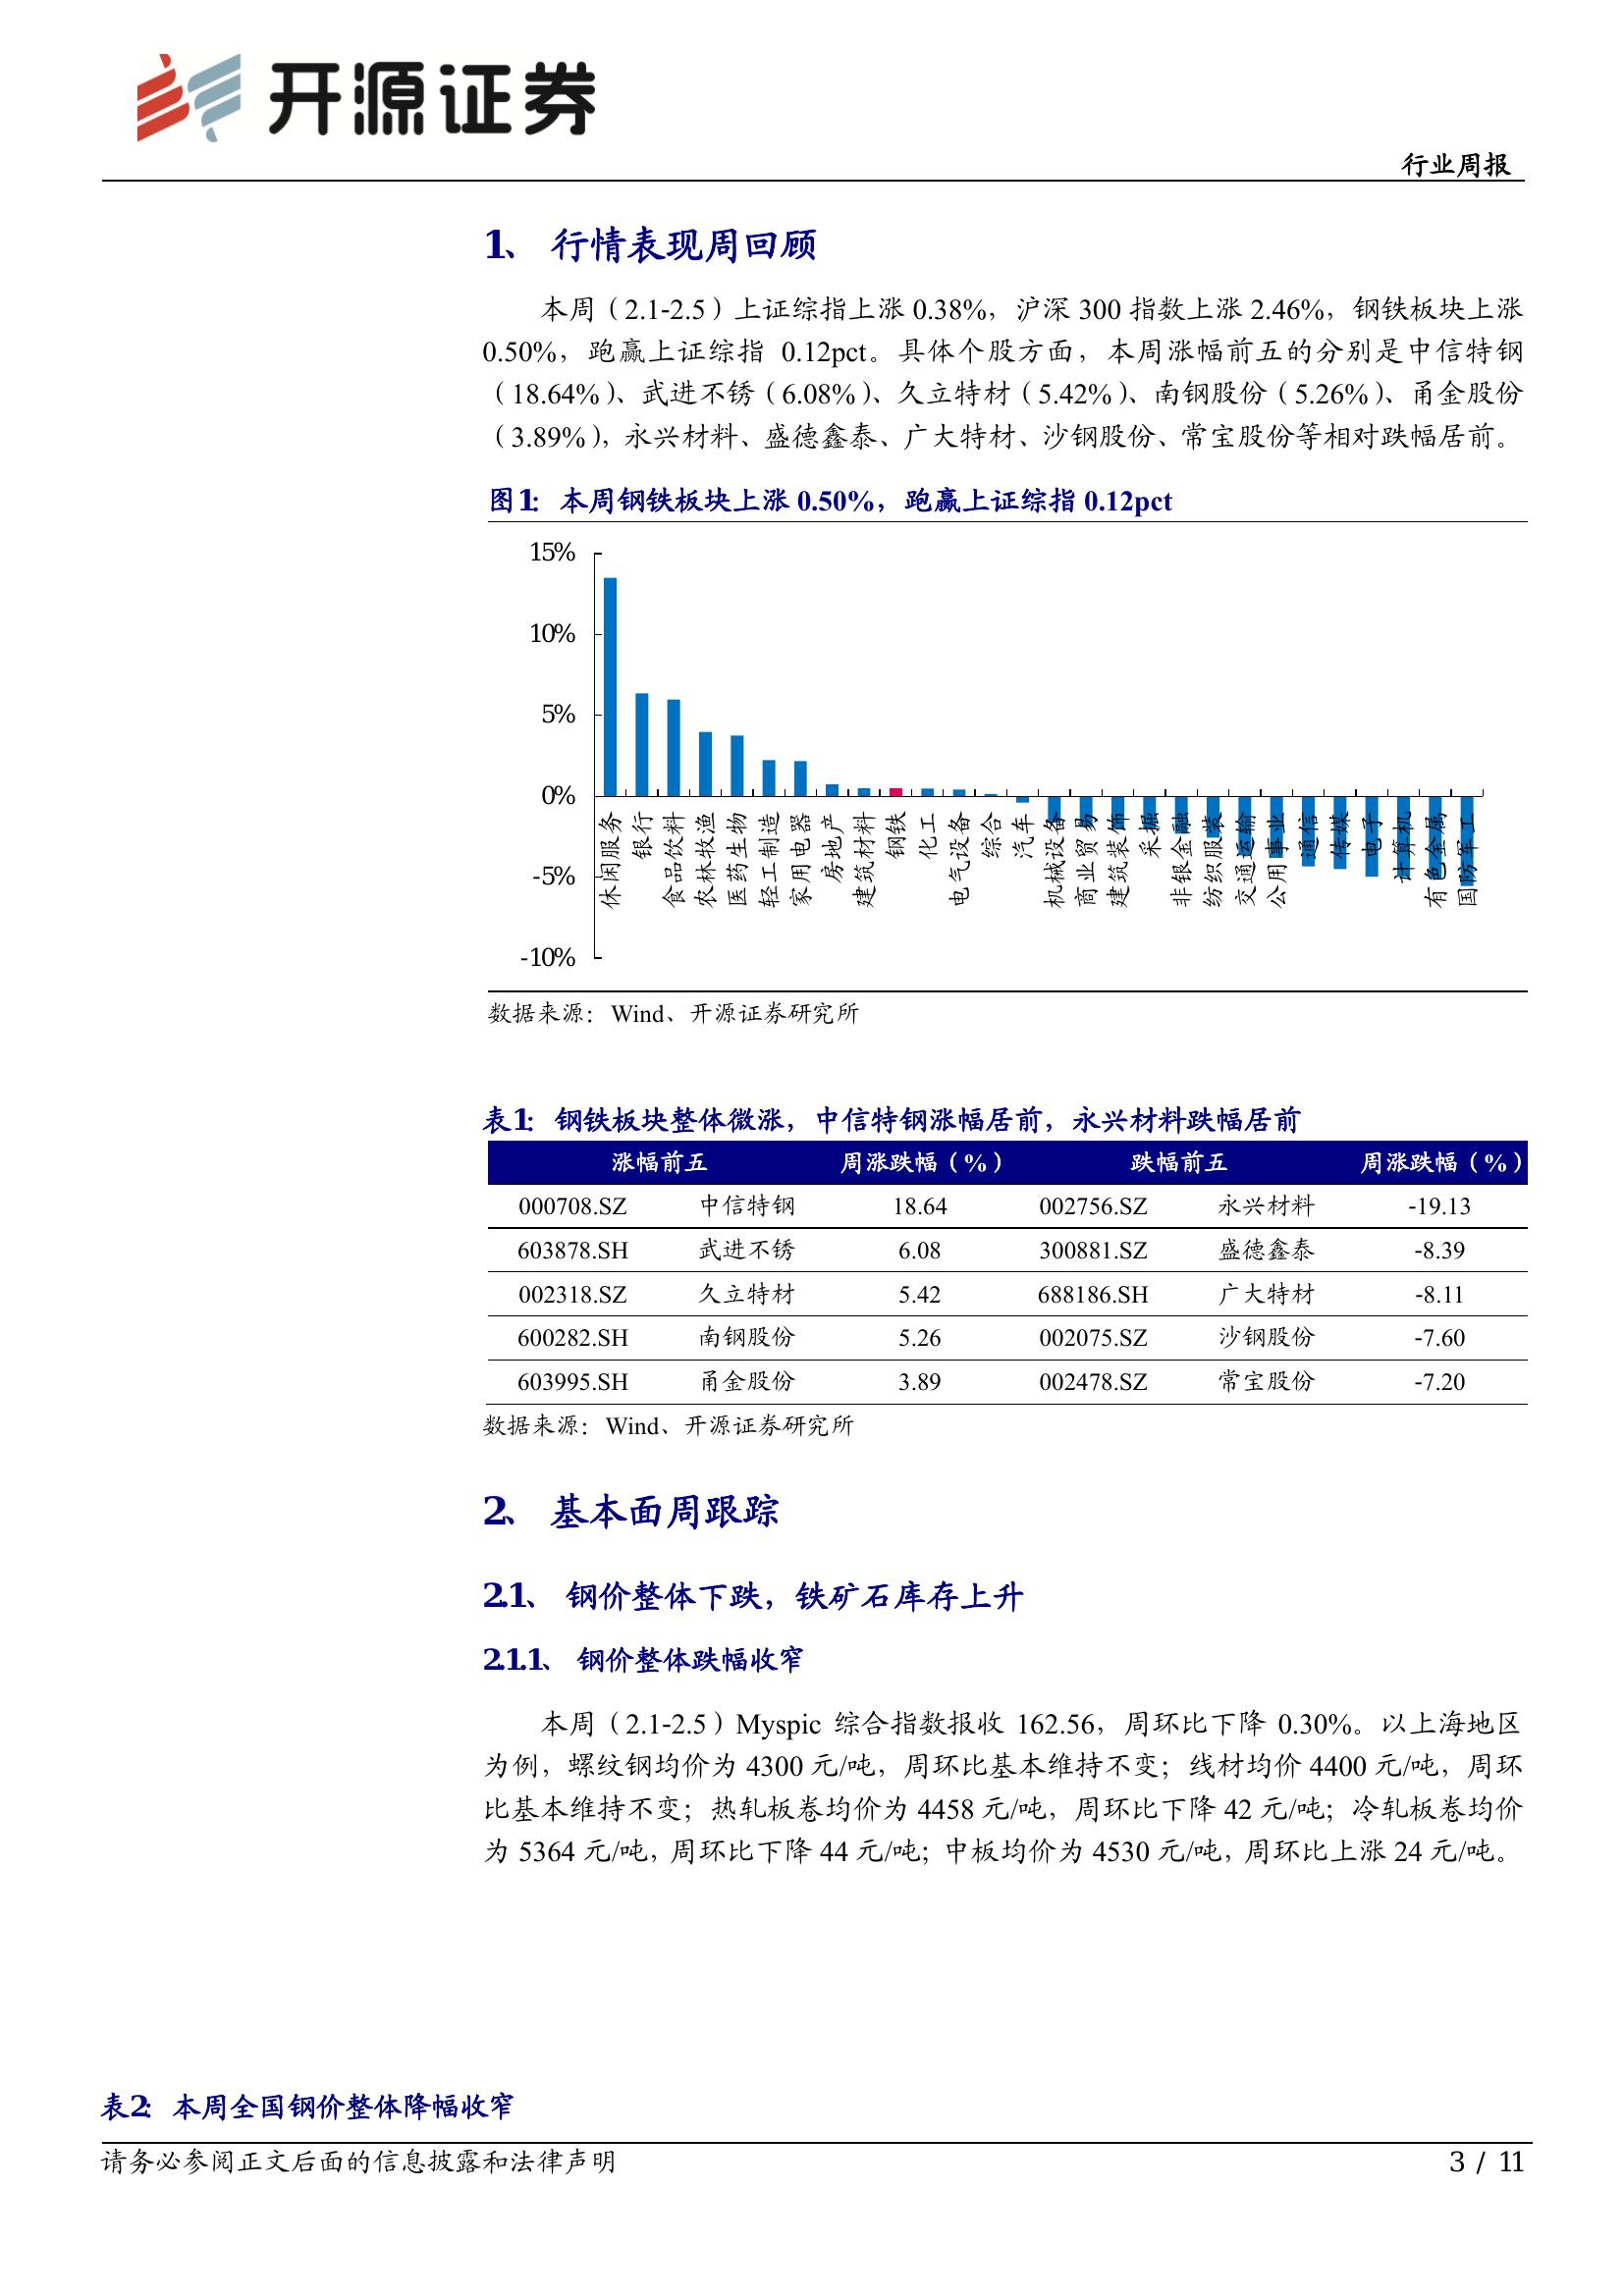 开源证券
行业周报
1、 行情表现周回顾
本周（2.1-2.5）上证综指上涨 0.38%，沪深 300 指数上涨 2.46%，钢铁板块上涨
0.50%，跑赢上证综指 0.12pct。具体个股方面，本周涨幅前五的分别是中信特钢
（18.64%）、武进不锈（6.08%）、久立特材（5.42%）、南钢股份（5.26%）、甬金股份
（3.89%），永兴材料、盛德鑫泰、广大特材、沙钢股份、常宝股份等相对跌幅居前。
图1： 本周钢铁板块上涨 0.50%，跑赢上证综指 0.12pct
15%
10%
5%
0%
-5%
-10%
休闲服务
银行
食品饮料
农林牧渔
医药生物
轻工制造
家用电器
房地产
建筑材料
钢铁
化工
电气设备
综合
汽车
机械设备
商业贸易
建筑装饰
采掘
非银金融
纺织服装
交通运输
公用事业
通信
传媒
电子
计算机
有色金属
国防军工
数据来源：Wind、开源证券研究所
表1： 钢铁板块整体微涨，中信特钢涨幅居前，永兴材料跌幅居前
涨幅前五 周涨跌幅（%） 跌幅前五 周涨跌幅（%）
000708.SZ 中信特钢 18.64 002756.SZ 永兴材料 -19.13
603878.SH 武进不锈 6.08 300881.SZ 盛德鑫泰 -8.39
002318.SZ 久立特材 5.42 688186.SH 广大特材 -8.11
600282.SH 南钢股份 5.26 002075.SZ 沙钢股份 -7.60
603995.SH 甬金股份 3.89 002478.SZ 常宝股份 -7.20
数据来源：Wind、开源证券研究所
2、 基本面周跟踪
2.1、 钢价整体下跌，铁矿石库存上升
2.1.1、 钢价整体跌幅收窄
本周（2.1-2.5）Myspic 综合指数报收 162.56，周环比下降 0.30%。以上海地区
为例，螺纹钢均价为 4300 元/吨，周环比基本维持不变；线材均价 4400 元/吨，周环
比基本维持不变；热轧板卷均价为 4458 元/吨，周环比下降 42 元/吨；冷轧板卷均价
为 5364 元/吨，周环比下降 44 元/吨；中板均价为 4530 元/吨，周环比上涨 24 元/吨。
表2： 本周全国钢价整体降幅收窄
请务必参阅正文后面的信息披露和法律声明
3 / 11